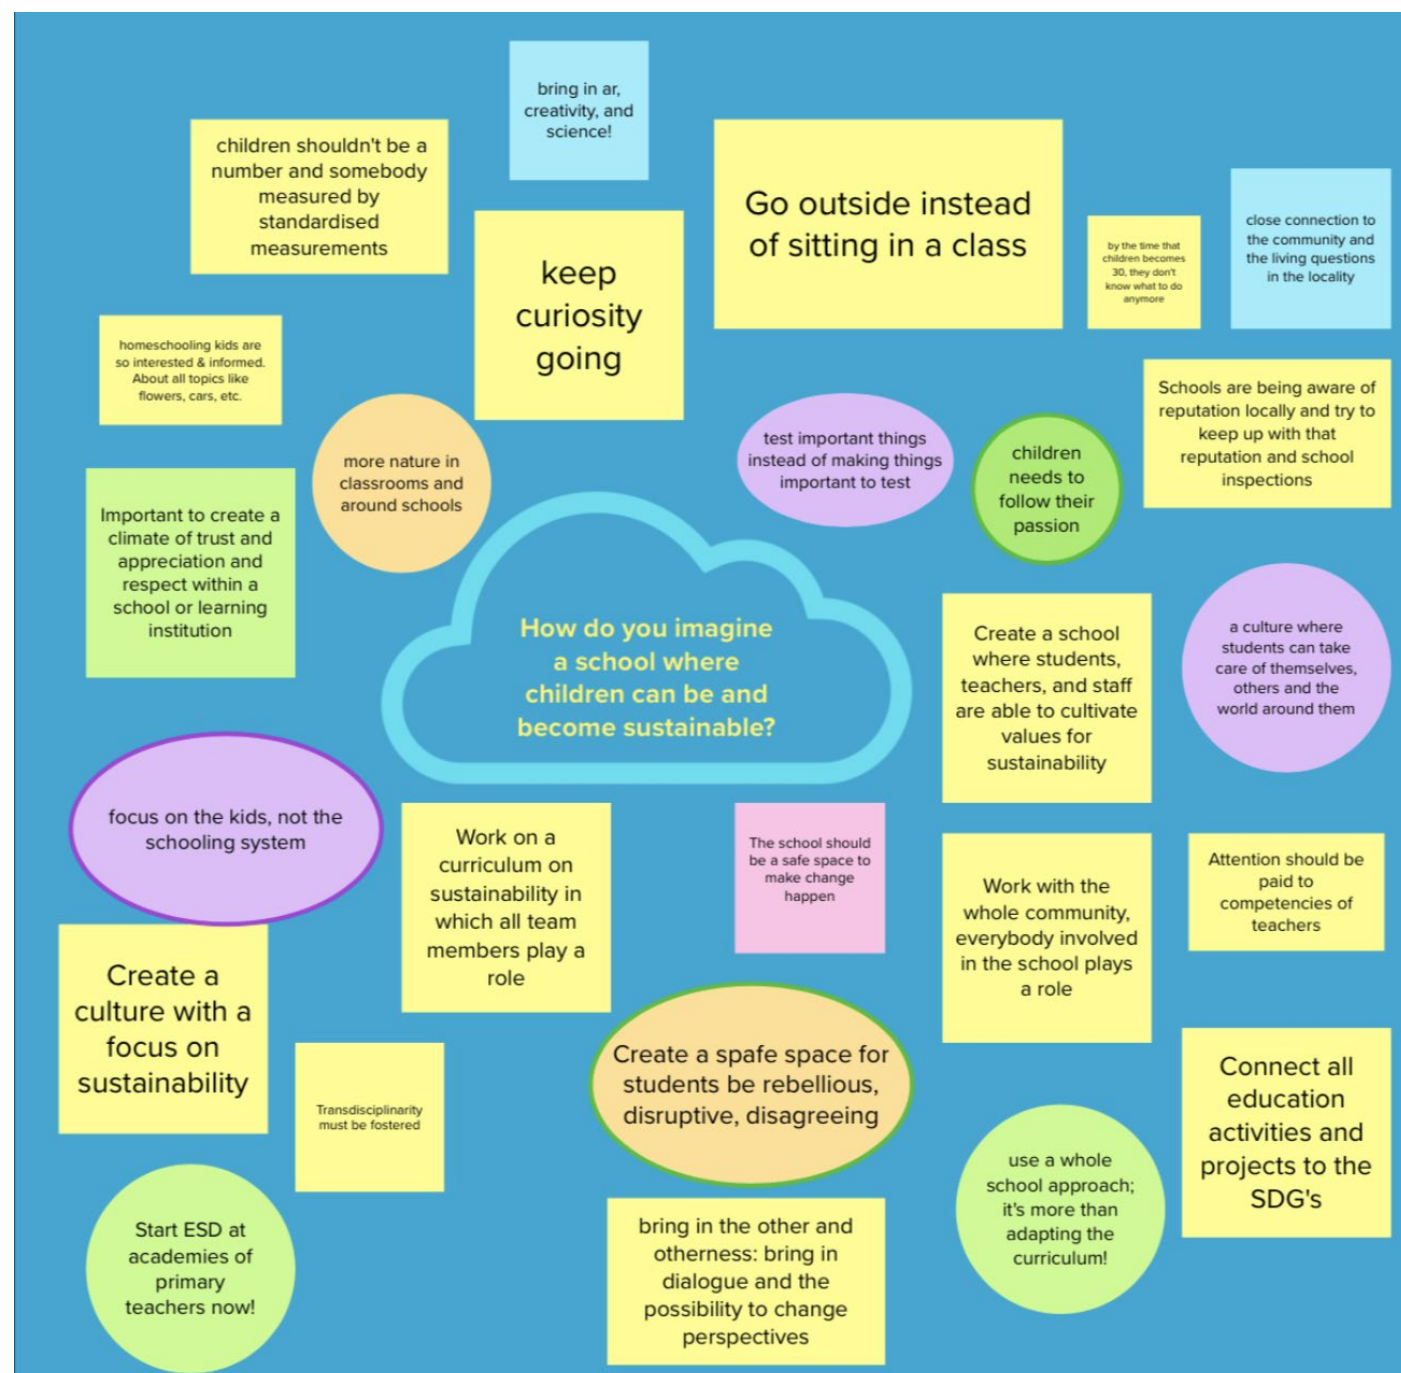 bring in ar,
creativity, and
science!
children shouldn't be a
number and somebody
measured by
standardised
measurements
Go outside instead
of sitting in a class
close connection to
the community and
the living questions
in the locality
keep
curiosity
going
by the time that
children becomes
30, they don't
know what to do
anymore
homeschooling kids are
so interested & informed.
About all topics like
flowers, cars, etc.
Schools are being aware of
reputation locally and try to
keep up with that
reputation and school
inspections
more nature in
classrooms and
around schools
test important things
instead of making things
important to test
children
needs to
follow their
passion
Important to create a
climate of trust and
appreciation and
respect within a
school or learning
institution
How do you imagine
a school where
children can be and
become sustainable?
Create a school
where students,
teachers, and staff
are able to cultivate
values for
sustainability
a culture where
students can take
care of themselves,
others and the
world around them
focus on the kids, not the
schooling system
Work on a
curriculum on
sustainability in
which all team
members play a
role
The school should
be a safe space to
make change
happen
Work with the
whole community,
everybody involved
in the school plays
a role
Attention should be
paid to
competencies of
teachers
Create a
culture with a
focus on
sustainability
Transdisciplinarity
must be fostered
Create a spafe space for
students be rebellious,
disruptive, disagreeing
Connect all
education
activities and
projects to the
SDG's
Start ESD at
academies of
primary
teachers now!
bring in the other and
otherness: bring in
dialogue and the
possibility to change
perspectives
use a whole
school approach;
it's more than
adapting the
curriculum!